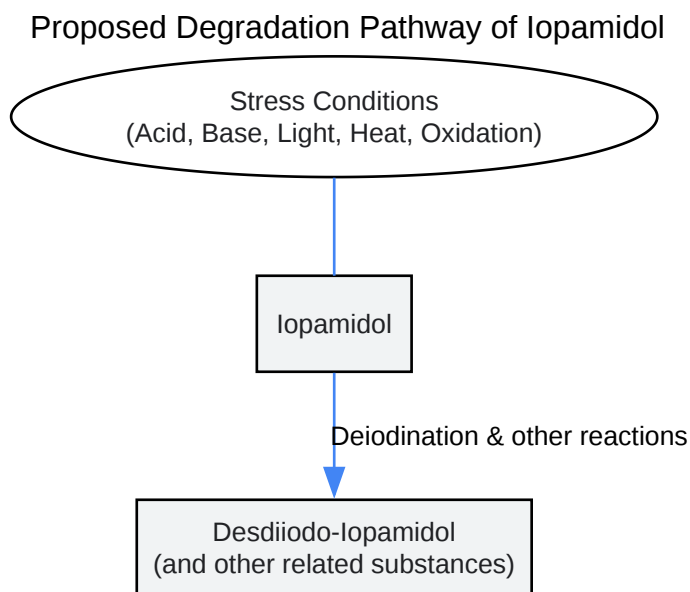 Proposed Degradation Pathway of Iopamidol
Stress Conditions
(Acid, Base, Light, Heat, Oxidation)
Iopamidol
Deiodination & other reactions
Desdiiodo-Iopamidol
(and other related substances)